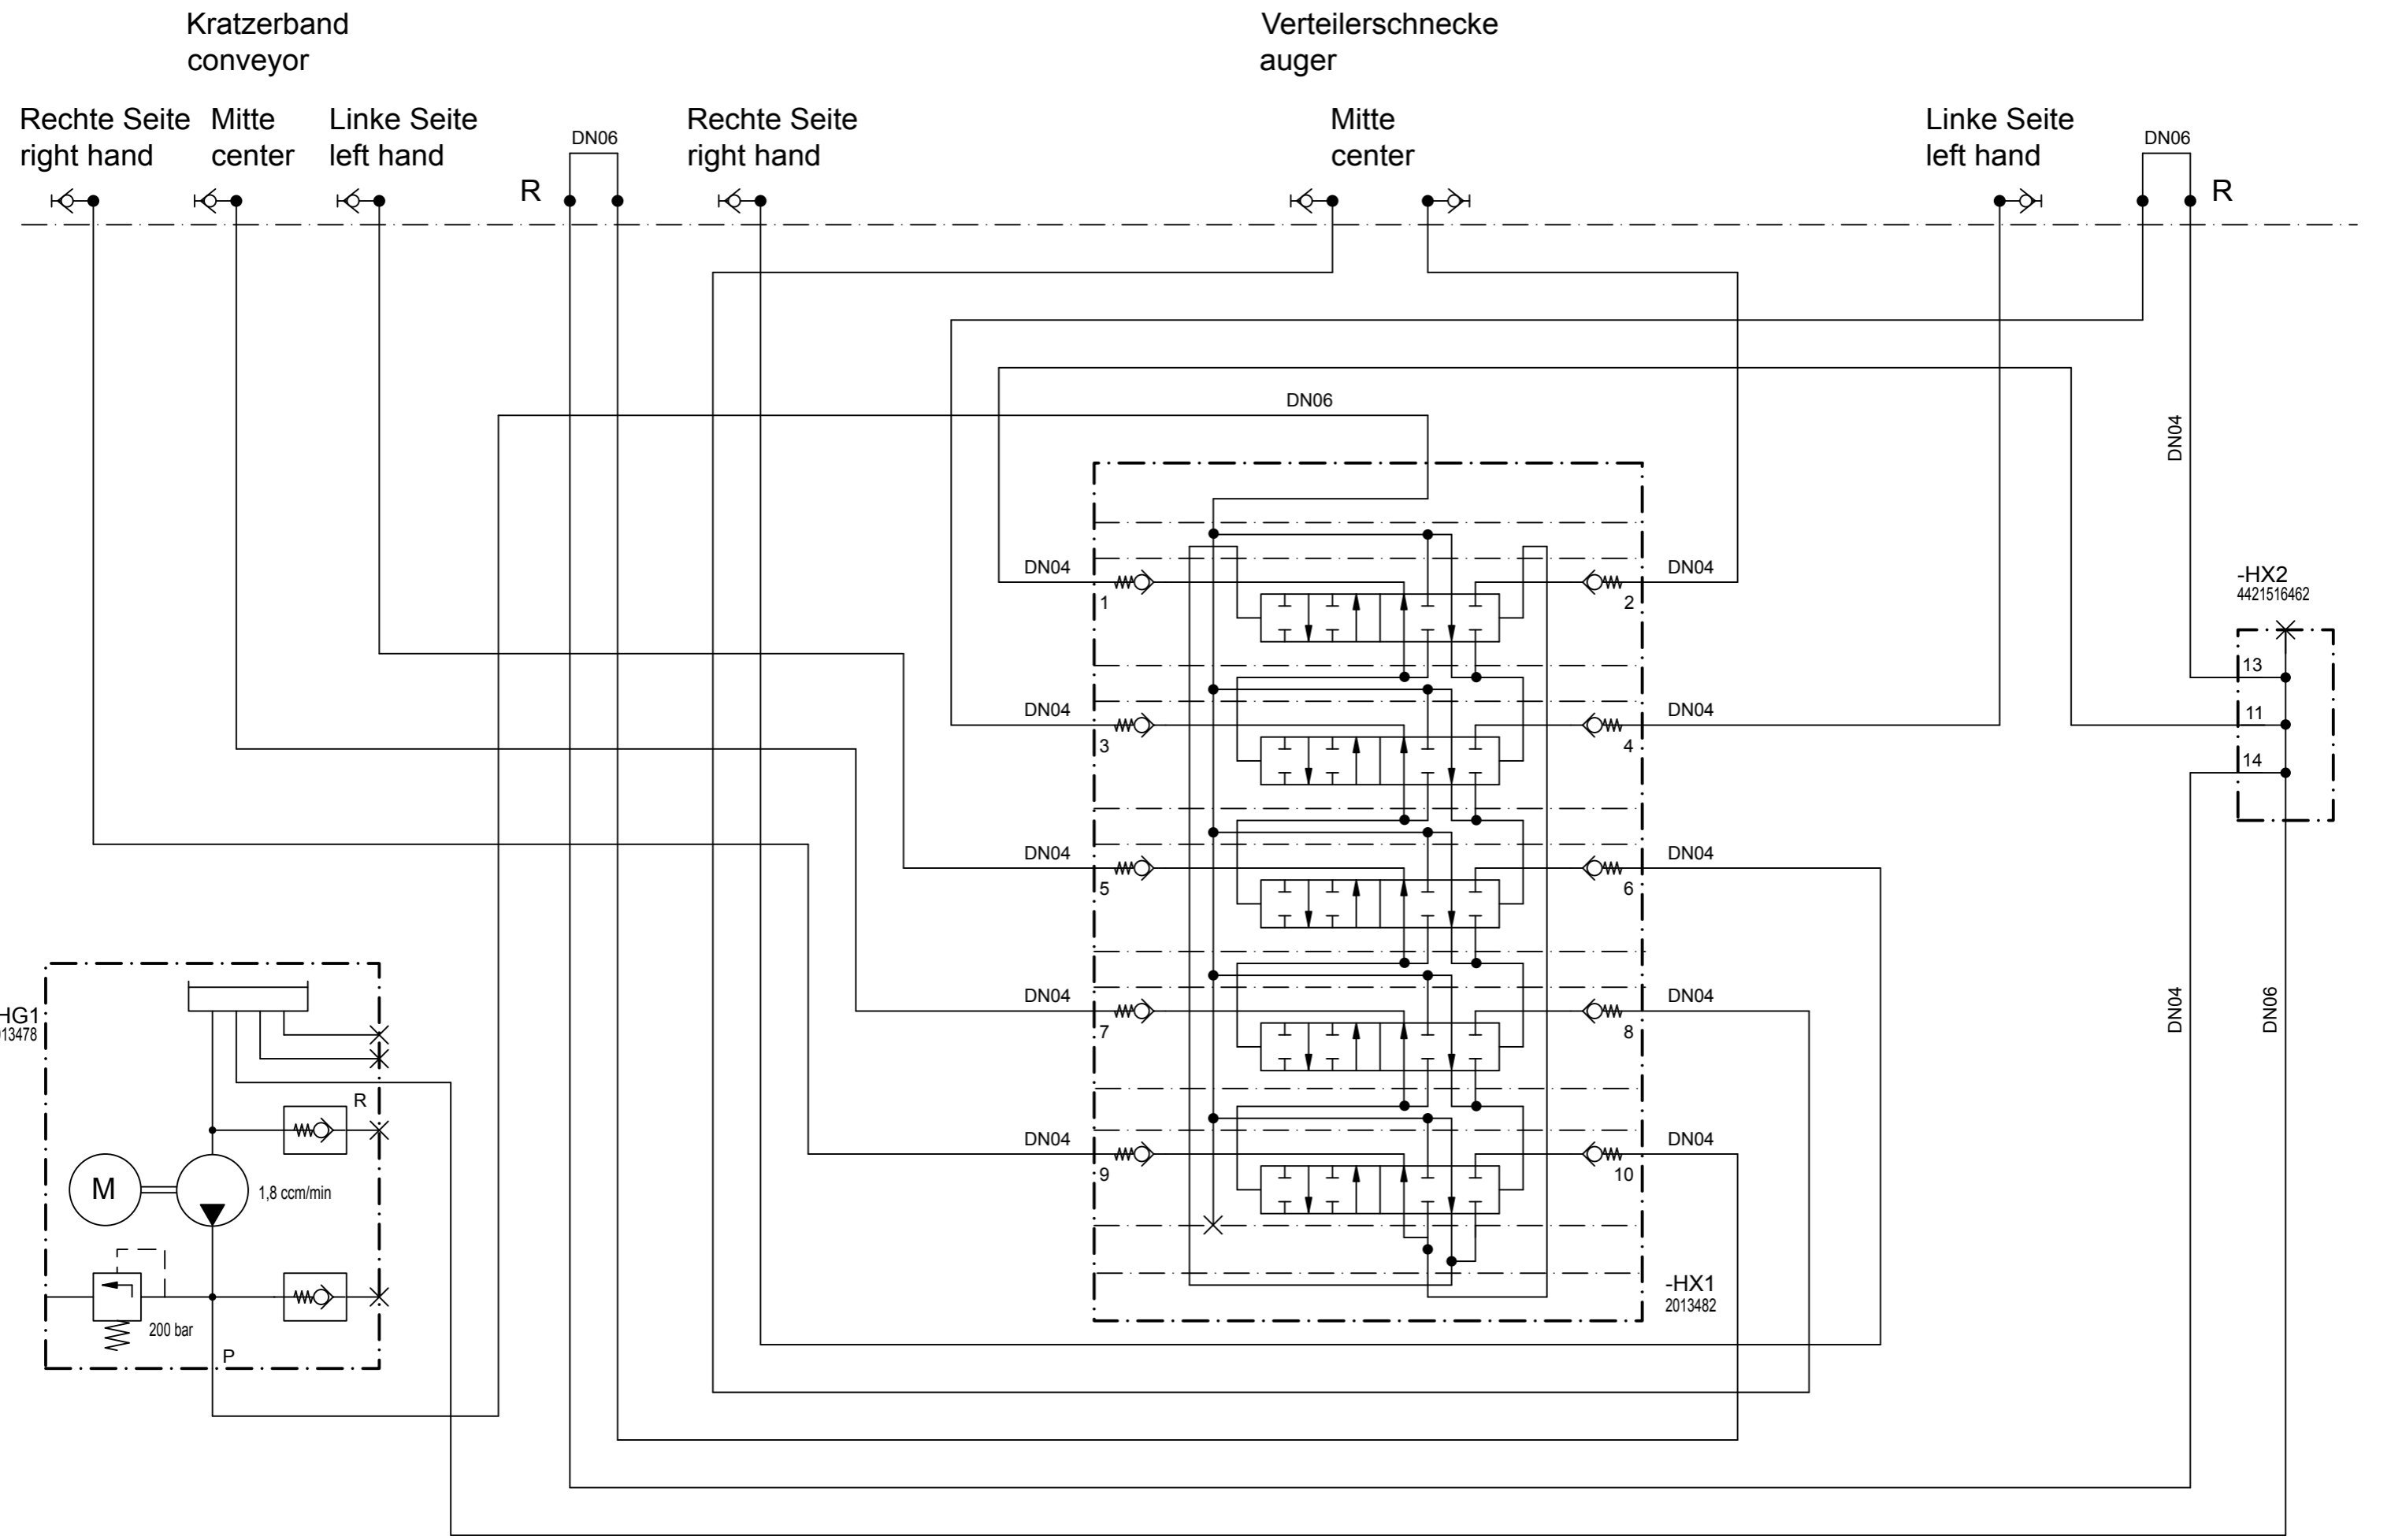 Kratzerband
conveyor
Verteilerschnecke
auger
Rechte Seite
right hand
Mitte
center
Linke Seite
left hand
DN06
R
Rechte Seite
right hand
Mitte
center
Linke Seite
left hand
DN06
R
DN06
DN04
DN04
1
DN04
2
-HX2
4421516462
13
11
14
DN04
3
DN04
4
DN04
5
DN04
6
DN04
7
DN04
8
DN04
9
DN04
10
DN04
DN06
HG1
013478
R
M
1,8 ccm/min
200 bar
P
-HX1
2013482